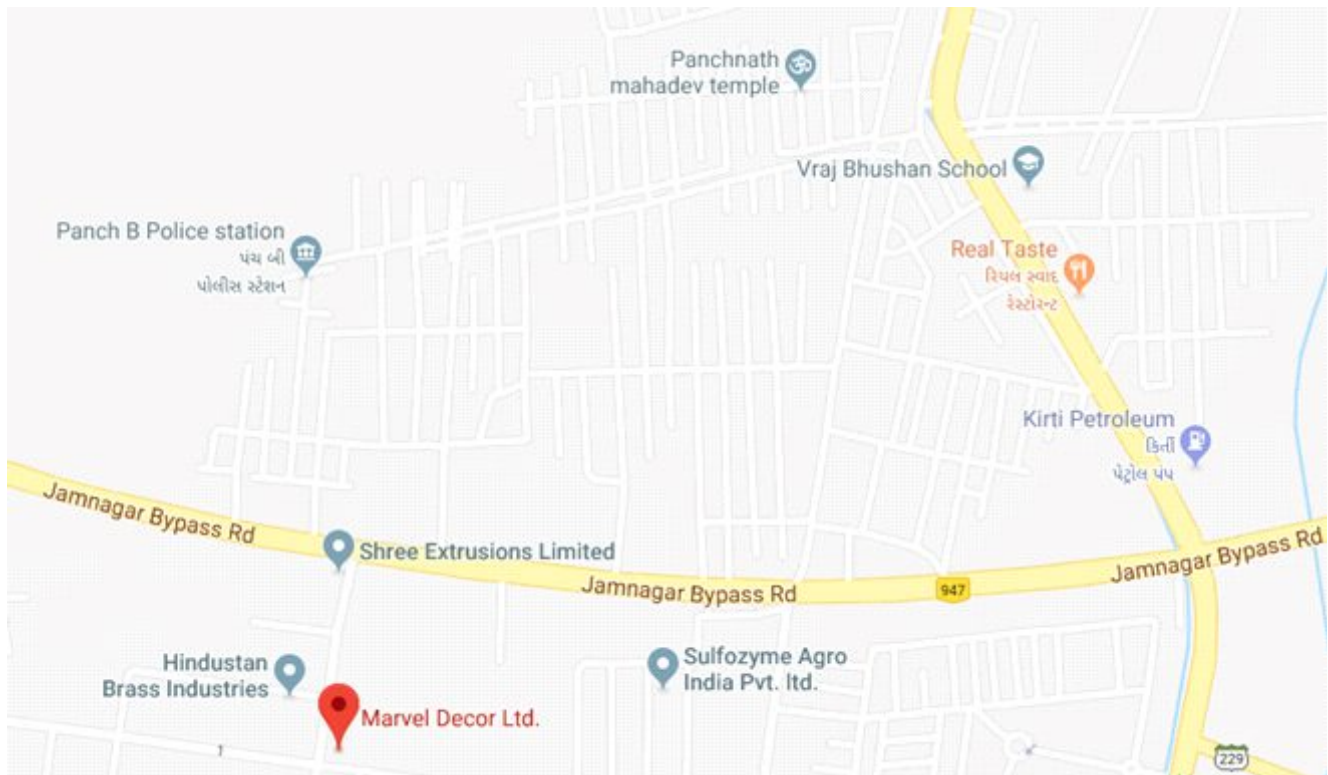 Panchnath
mahadev temple
Vraj Bhushan School
Panch B Police station
પંચ બી
પોલીસ સ્ટેશન
Real Taste
રિયલ સ્વાદ
રેસ્ટોરન્ટ
Kirti Petroleum
કિર્તી
પેટ્રોલ પંપ
Jamnagar Bypass Rd
Shree Extrusions Limited
Jamnagar Bypass Rd
947
Jamnagar Bypass Rd
Hindustan
Brass Industries
Sulfozyme Agro
India Pvt. ltd.
Marvel Decor Ltd.
1
229